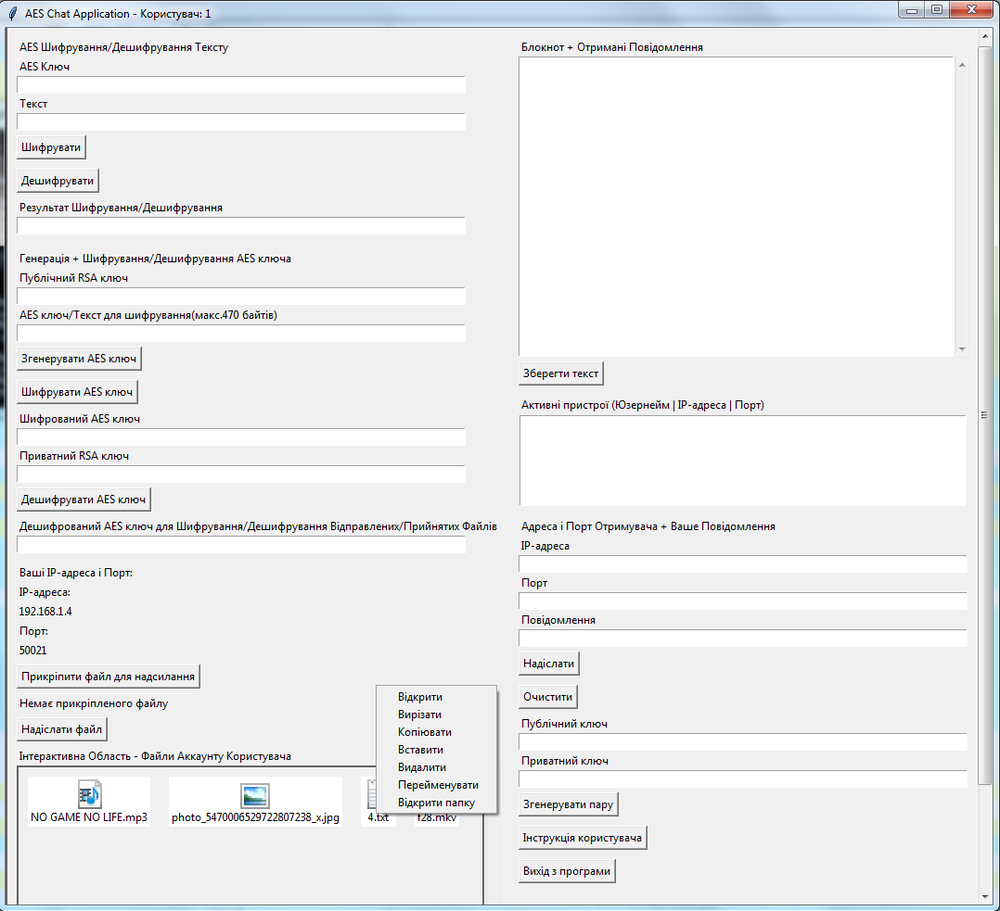 AES Chat Application - Користувач: 1
AES Шифрування/Дешифрування Тексту
AES Ключ
Текст
Шифрувати
Дешифрувати
Результат Шифрування/Дешифрування
Генерація + Шифрування/Дешифрування AES ключа
Публічний RSA ключ
AES ключ/Текст для шифрування(макс.470 байтів)
Згенерувати AES ключ
Шифрувати AES ключ
Шифрований AES ключ
Приватний RSA ключ
Дешифрувати AES ключ
Дешифрований AES ключ для Шифрування/Дешифрування Відправлених/Прийнятих Файлів
Ваші IP-адреса і Порт:
IP-адреса:
192.168.1.4
Порт:
50021
Прикріпити файл для надсилання
Немає прикріпленого файлу
Надіслати файл
Інтерактивна Область - Файли Аккаунту Користувача
NO GAME NO LIFE.mp3
photo_5470006529722807238_x.jpg
4.txt
f28.mkv
Відкрити
Вирізати
Копіювати
Вставити
Видалити
Перейменувати
Відкрити папку
Блокнот + Отримані Повідомлення
Зберегти текст
Активні пристрої (Юзернейм | IP-адреса | Порт)
Адреса і Порт Отримувача + Ваше Повідомлення
IP-адреса
Порт
Повідомлення
Надіслати
Очистити
Публічний ключ
Приватний ключ
Згенерувати пару
Інструкція користувача
Вихід з програми